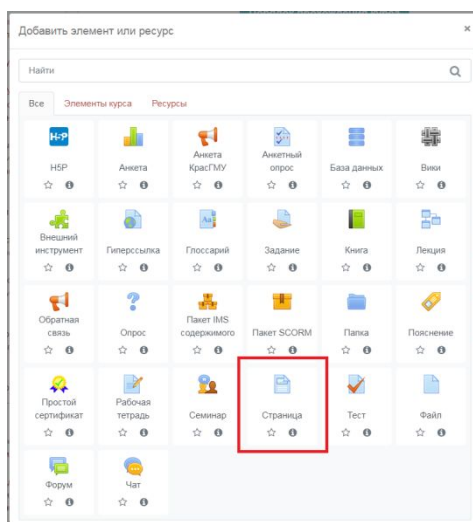 Добавить элемент или ресурс
×
Найти
Все Элементы курса Ресурсы
H-P
H5P
Анкета
Анкета
КрасГМУ
Анкетный
опрос
База данных
Вики
Внешний
инструмент
Гиперссылка
Глоссарий
Задание
Книга
Лекция
Обратная
связь
Опрос
Пакет IMS
содержимого
Пакет SCORM
Папка
Пояснение
Простой
сертификат
Рабочая
тетрадь
Семинар
Страница
Тест
Файл
Форум
Чат